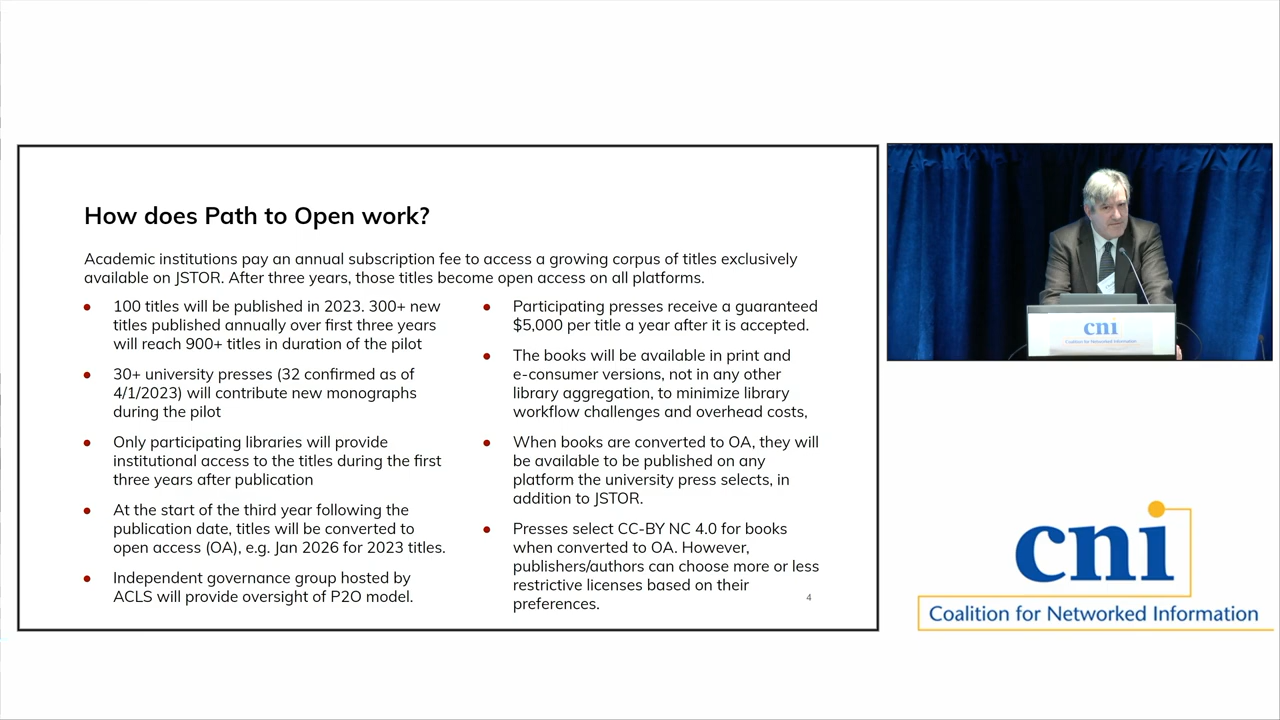 How does Path to Open work?
Academic institutions pay an annual subscription fee to access a growing corpus of titles exclusively
available on JSTOR. After three years, those titles become open access on all platforms.
● 100 titles will be published in 2023. 300+ new
titles published annually over first three years
will reach 900+ titles in duration of the pilot
● 30+ university presses (32 confirmed as of
4/1/2023) will contribute new monographs
during the pilot
● Only participating libraries will provide
institutional access to the titles during the first
three years after publication
● At the start of the third year following the
publication date, titles will be converted to
open access (OA), e.g. Jan 2026 for 2023 titles.
● Independent governance group hosted by
ACLS will provide oversight of P2O model.
● Participating presses receive a guaranteed
$5,000 per title a year after it is accepted.
● The books will be available in print and
e-consumer versions, not in any other
library aggregation, to minimize library
workflow challenges and overhead costs,
● When books are converted to OA, they will
be available to be published on any
platform the university press selects, in
addition to JSTOR.
● Presses select CC-BY NC 4.0 for books
when converted to OA. However,
publishers/authors can choose more or less
restrictive licenses based on their
preferences.
4
cni
Coalition for Networked Information
cni
Coalition for Networked Information